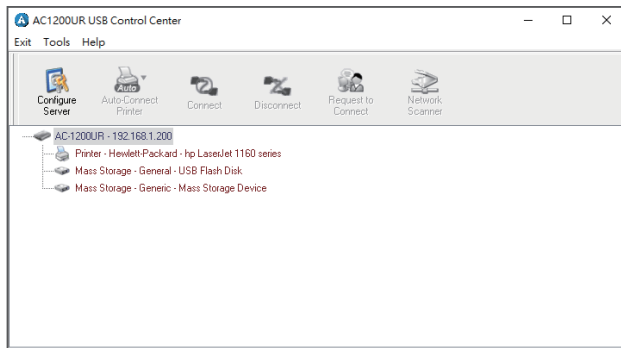 AC1200UR USB Control Center
Exit Tools Help
Configure Server
Auto
Auto-Connect Printer
Connect
Disconnect
Request to Connect
Network Scanner
AC-1200UR - 192.168.1.200
Printer - Hewlett-Packard - hp LaserJet 1160 series
Mass Storage - General - USB Flash Disk
Mass Storage - Generic - Mass Storage Device